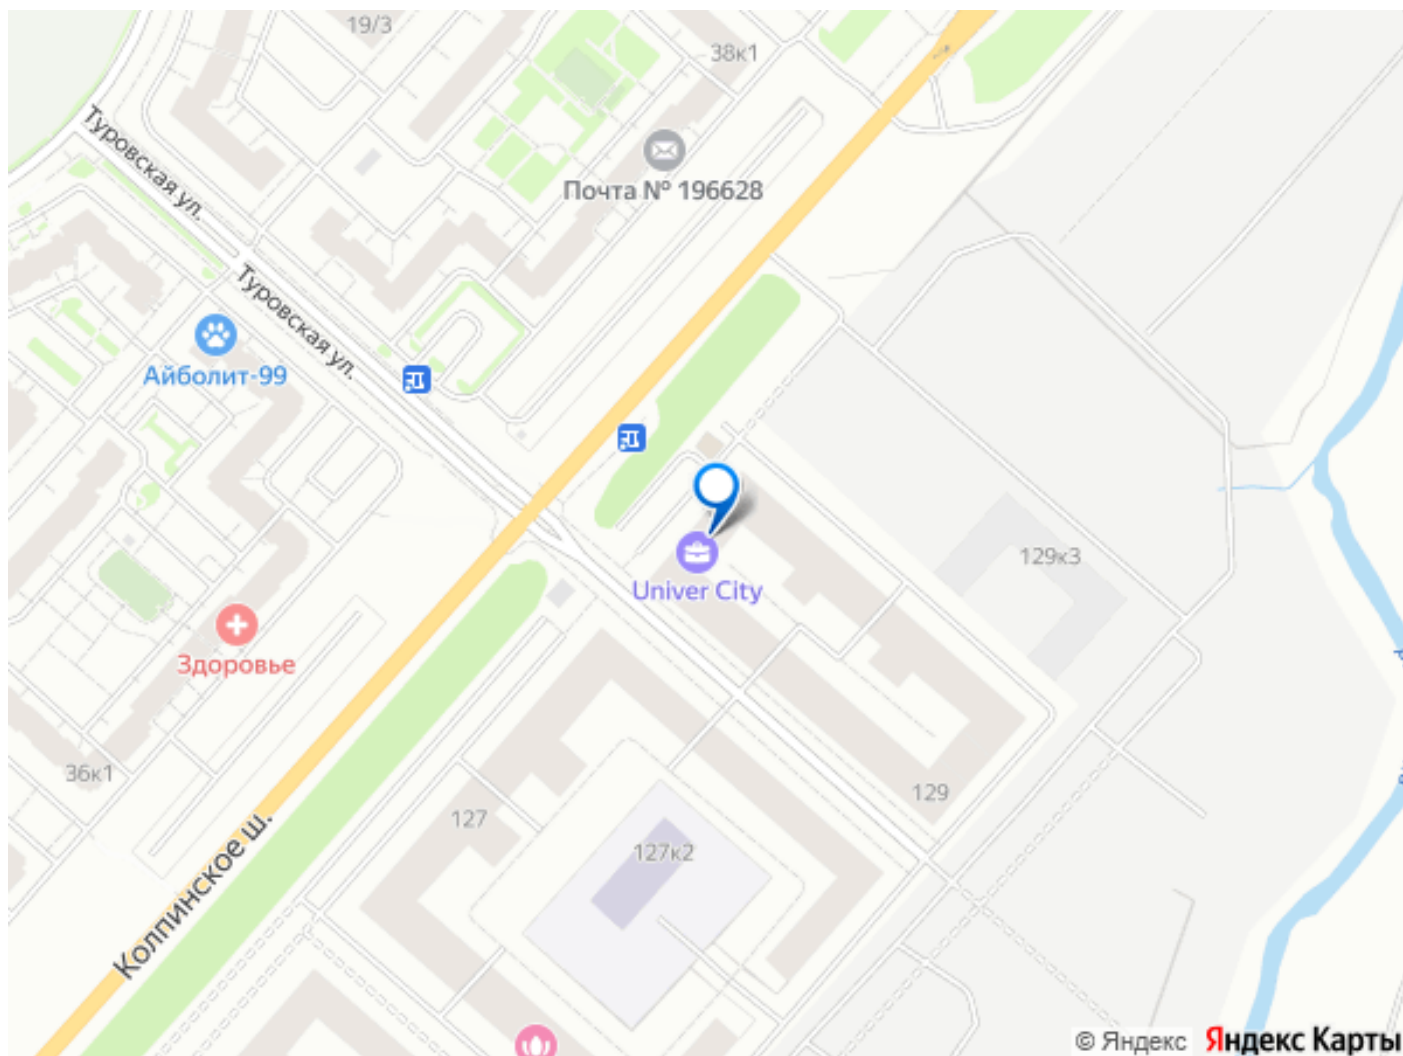 19/3
38к1
Туровская ул.
Почта № 196628
Туровская ул.
Айболит-99
129к3
Univer City
Здоровье
36к1
129
127
127к2
Колпинское ш.
© Яндекс Яндекс Карты